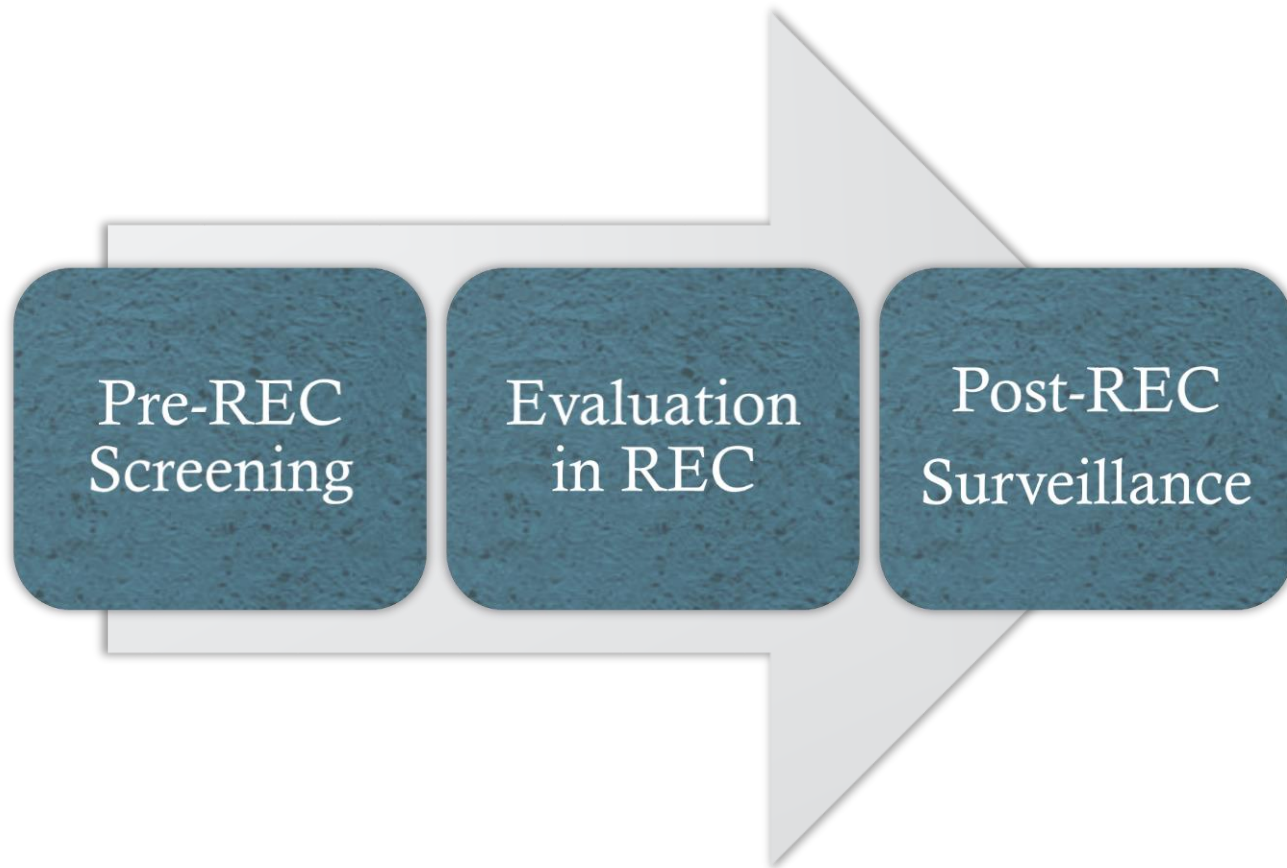 Pre-REC
Screening
Evaluation
in REC
Post-REC
Surveillance